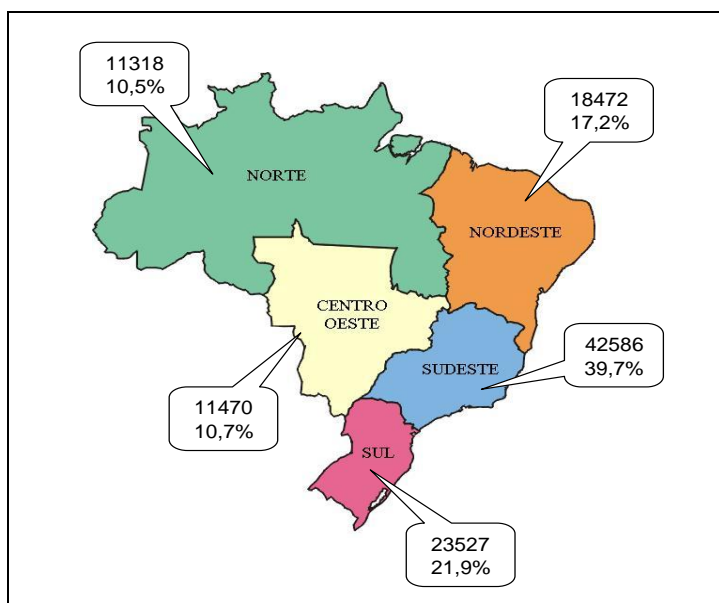 11318
10,5%
18472
17,2%
NORTE
NORDESTE
CENTRO
OESTE
42586
39,7%
SUDESTE
11470
10,7%
SUL
23527
21,9%